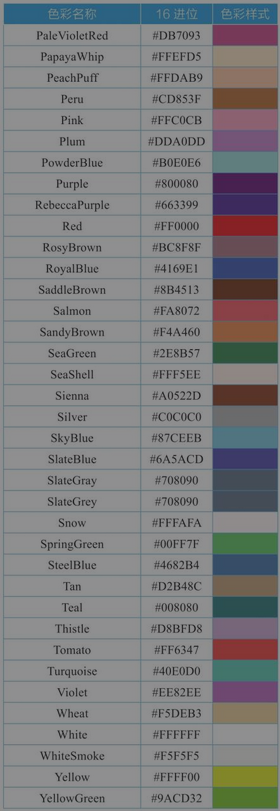 色彩名称 16 进位 色彩样式
PaleVioletRed #DB7093
PapayaWhip #FFEFD5
PeachPuff #FFDAB9
Peru #CD853F
Pink #FFC0CB
Plum #DDA0DD
PowderBlue #B0E0E6
Purple #800080
RebeccaPurple #663399
Red #FF0000
RosyBrown #BC8F8F
RoyalBlue #4169E1
SaddleBrown #8B4513
Salmon #FA8072
SandyBrown #F4A460
SeaGreen #2E8B57
SeaShell #FFF5EE
Sienna #A0522D
Silver #C0C0C0
SkyBlue #87CEEB
SlateBlue #6A5ACD
SlateGray #708090
SlateGrey #708090
Snow #FFFAFA
SpringGreen #00FF7F
SteelBlue #4682B4
Tan #D2B48C
Teal #008080
Thistle #D8BFD8
Tomato #FF6347
Turquoise #40E0D0
Violet #EE82EE
Wheat #F5DEB3
White #FFFFFF
WhiteSmoke #F5F5F5
Yellow #FFFF00
YellowGreen #9ACD32